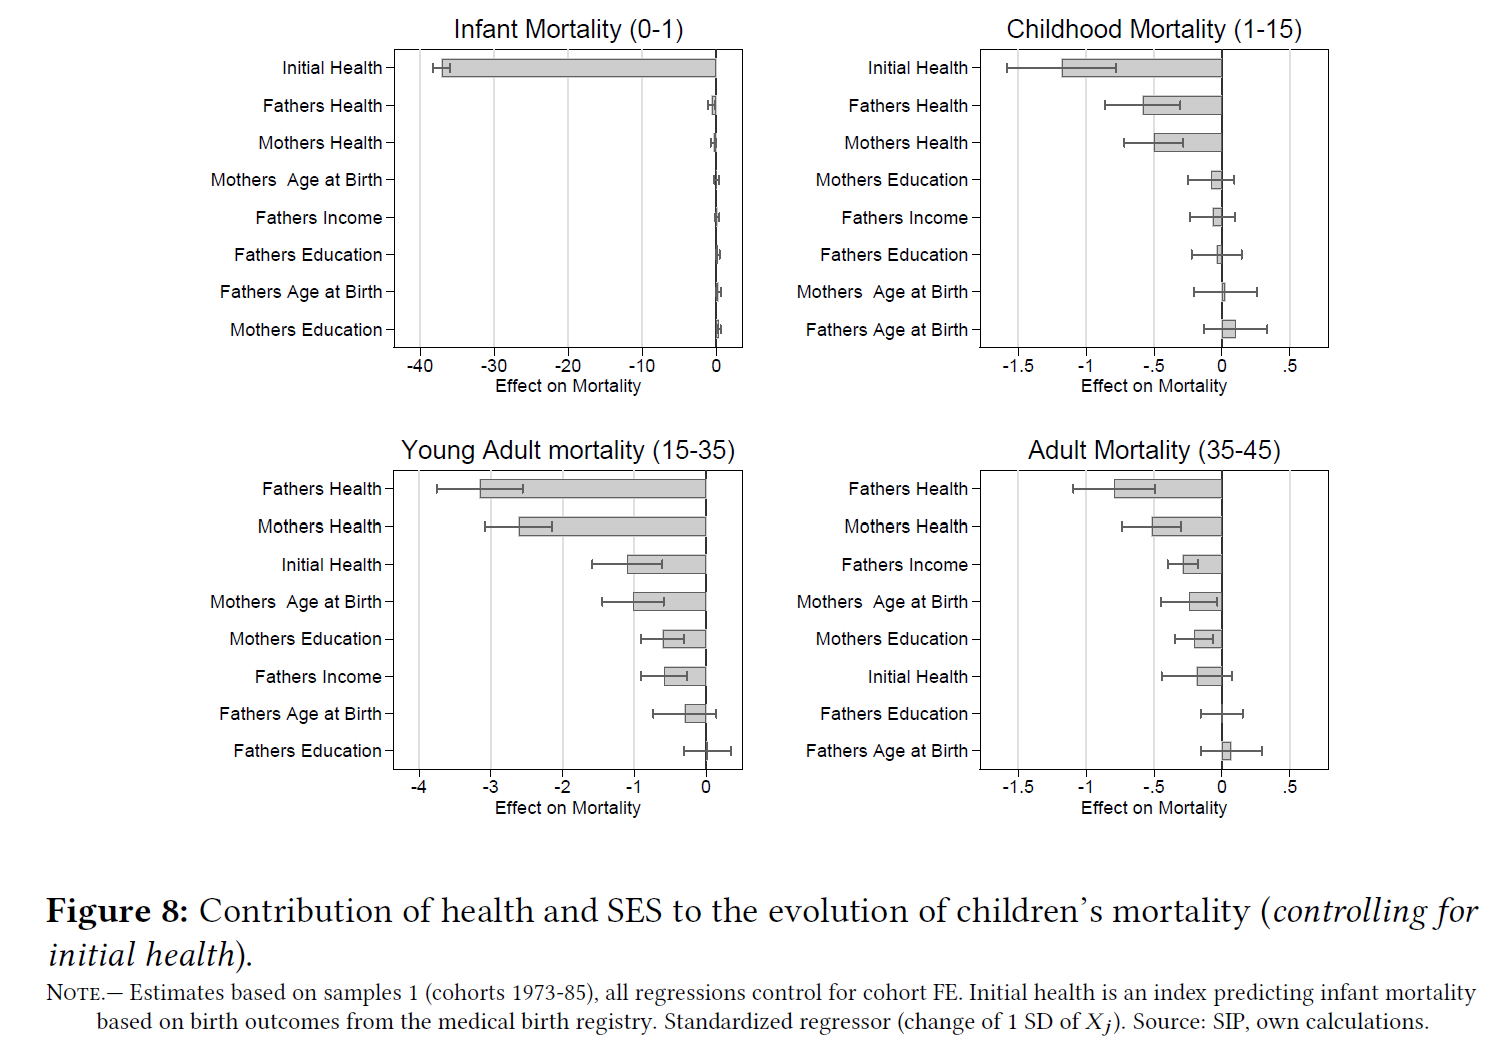 Infant Mortality (0-1)
Initial Health
Fathers Health
Mothers Health
Mothers  Age at Birth
Fathers Income
Fathers Education
Fathers Age at Birth
Mothers Education
-40 -30 -20 -10 0
Effect on Mortality
Childhood Mortality (1-15)
Initial Health
Fathers Health
Mothers Health
Mothers Education
Fathers Income
Fathers Education
Mothers  Age at Birth
Fathers Age at Birth
-1.5 -1 -.5 0 .5
Effect on Mortality
Young Adult mortality (15-35)
Fathers Health
Mothers Health
Initial Health
Mothers  Age at Birth
Mothers Education
Fathers Income
Fathers Age at Birth
Fathers Education
-4 -3 -2 -1 0
Effect on Mortality
Adult Mortality (35-45)
Fathers Health
Mothers Health
Fathers Income
Mothers  Age at Birth
Mothers Education
Initial Health
Fathers Education
Fathers Age at Birth
-1.5 -1 -.5 0 .5
Effect on Mortality
Figure 8: Contribution of health and SES to the evolution of children's mortality (controlling for
initial health).
Note.— Estimates based on samples 1 (cohorts 1973-85), all regressions control for cohort FE. Initial health is an index predicting infant mortality
based on birth outcomes from the medical birth registry. Standardized regressor (change of 1 SD of Xj). Source: SIP, own calculations.